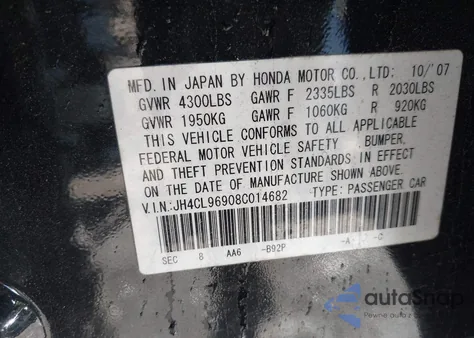 MFD. IN JAPAN BY HONDA MOTOR CO., LTD: 10/'07
GVWR 4300LBS GAWR F 2335LBS R 2030LBS
GVWR 1950KG GAWR F 1060KG R 920KG
THIS VEHICLE CONFORMS TO ALL APPLICABLE
FEDERAL MOTOR VEHICLE SAFETY BUMPER,
AND THEFT PREVENTION STANDARDS IN EFFECT
ON THE DATE OF MANUFACTURE SHOWN ABOVE.
V.I.N:JH4CL96908C014682 TYPE: PASSENGER CAR
SEC 8 AA6 -B92P
autoSnap